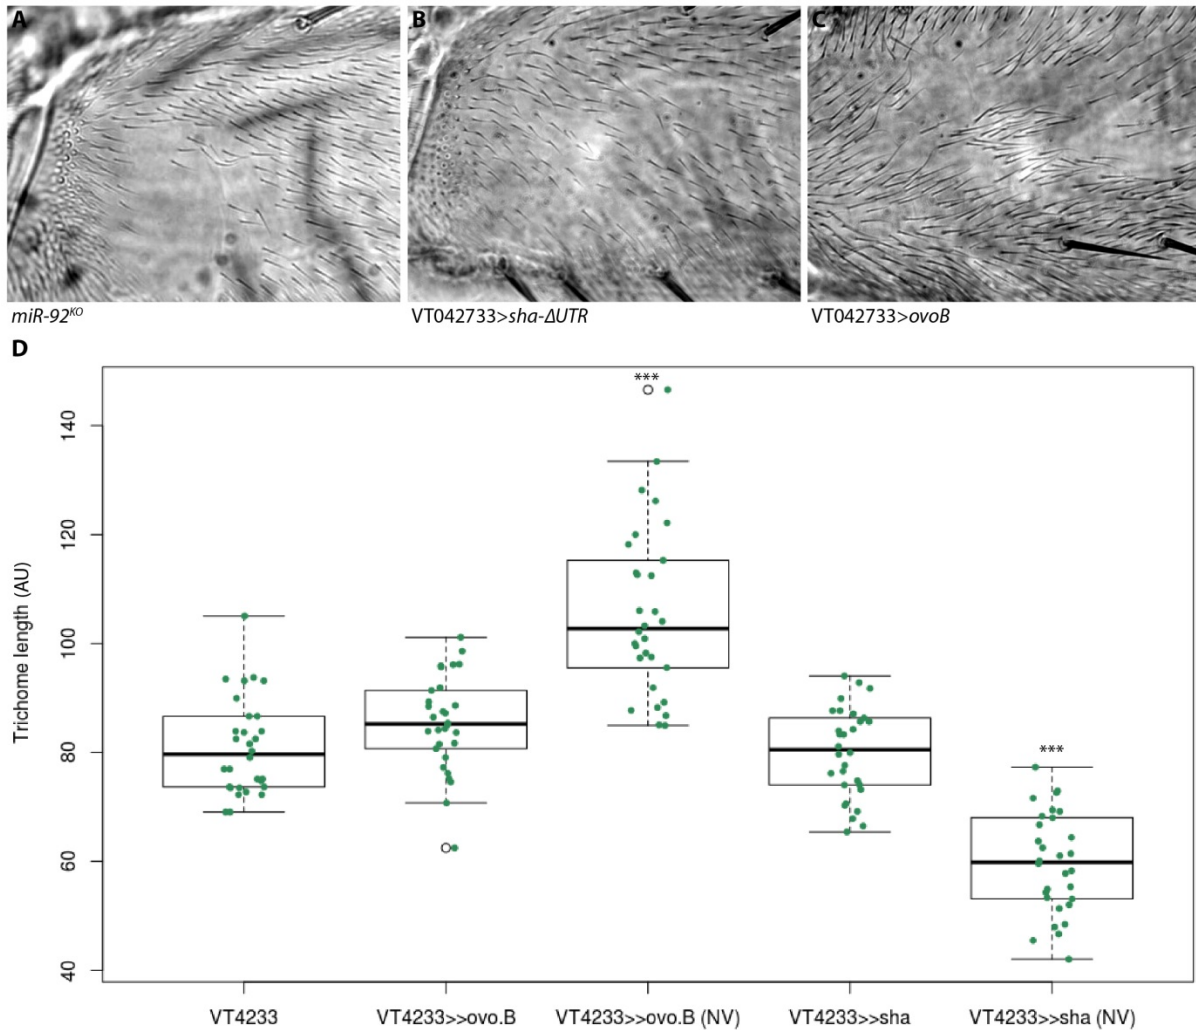 A B C
miR-92KO VT042733>sha-ΔUTR VT042733>ovoB
D
***
140
***
120
100
80
60
40
Trichome length (AU)
VT4233 VT4233>>ovo.B VT4233>>ovo.B (NV) VT4233>>sha VT4233>>sha (NV)